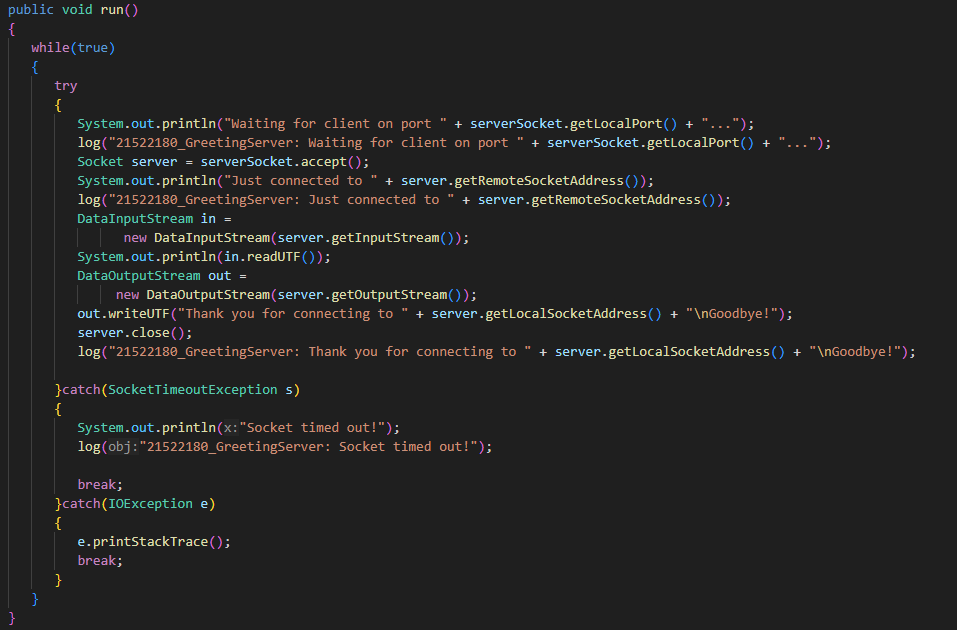 public void run()
{
while(true)
{
try
{
System.out.println("Waiting for client on port " + serverSocket.getLocalPort() + "...");
log("21522180_GreetingServer: Waiting for client on port " + serverSocket.getLocalPort() + "...");
Socket server = serverSocket.accept();
System.out.println("Just connected to " + server.getRemoteSocketAddress());
log("21522180_GreetingServer: Just connected to " + server.getRemoteSocketAddress());
DataInputStream in =
new DataInputStream(server.getInputStream());
System.out.println(in.readUTF());
DataOutputStream out =
new DataOutputStream(server.getOutputStream());
out.writeUTF("Thank you for connecting to " + server.getLocalSocketAddress() + "\nGoodbye!");
server.close();
log("21522180_GreetingServer: Thank you for connecting to " + server.getLocalSocketAddress() + "\nGoodbye!");
}catch(SocketTimeoutException s)
{
System.out.println(x:"Socket timed out!");
log(obj:"21522180_GreetingServer: Socket timed out!");
break;
}catch(IOException e)
{
e.printStackTrace();
break;
}
}
}